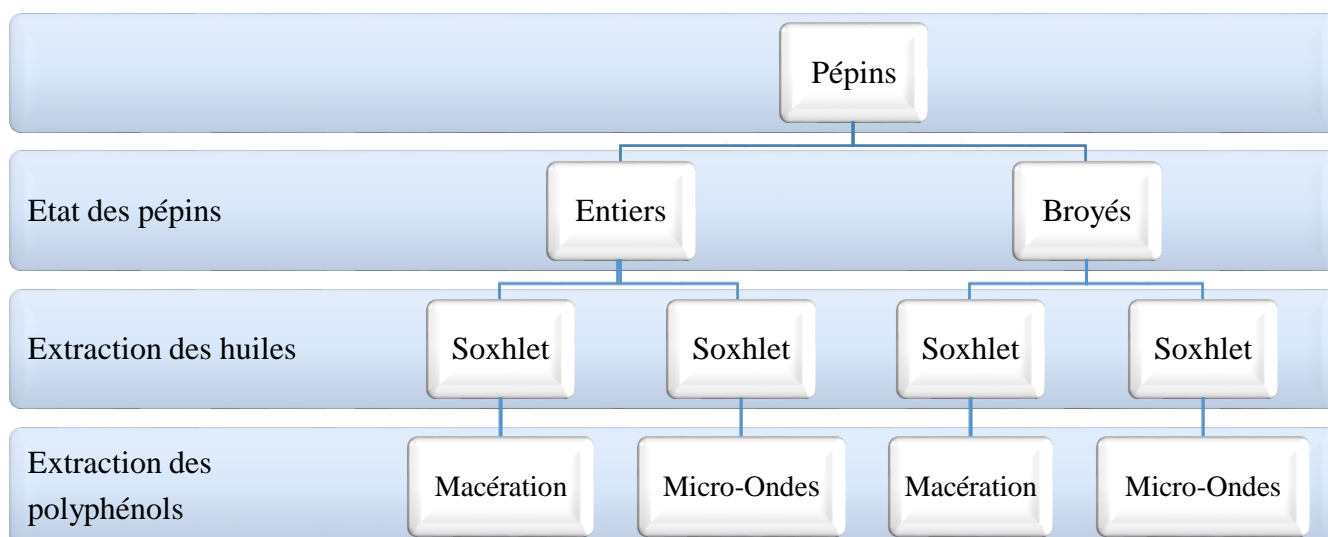 Pépins
Etat des pépins
Entiers
Broyés
Extraction des huiles
Soxhlet
Soxhlet
Soxhlet
Soxhlet
Extraction des
polyphénols
Macération
Micro-Ondes
Macération
Micro-Ondes